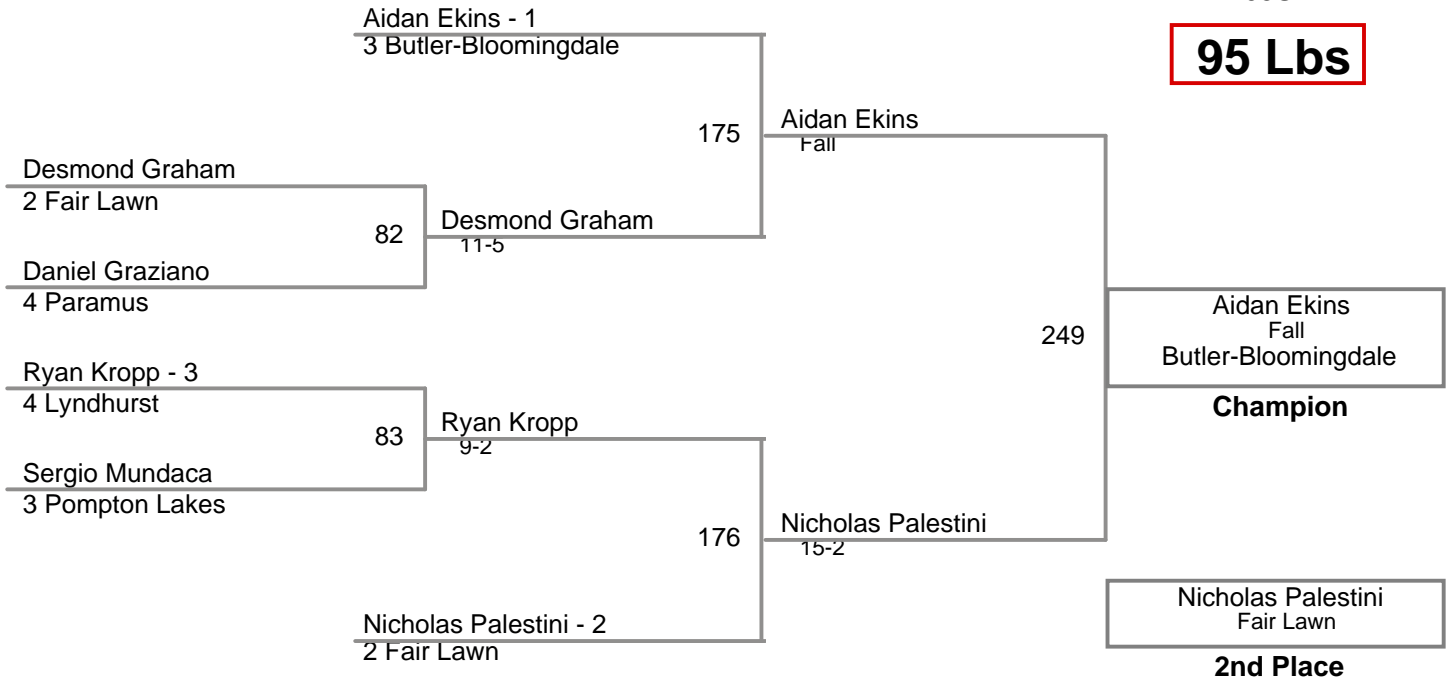 Aidan Ekins - 1
3 Butler-Bloomingdale
95 Lbs
175
Aidan Ekins
Fall
Desmond Graham
2 Fair Lawn
82
Desmond Graham
11-5
Daniel Graziano
4 Paramus
249
Aidan Ekins
Fall
Butler-Bloomingdale
Champion
Ryan Kropp - 3
4 Lyndhurst
83
Ryan Kropp
9-2
Sergio Mundaca
3 Pompton Lakes
176
Nicholas Palestini
15-2
Nicholas Palestini - 2
2 Fair Lawn
Nicholas Palestini
Fair Lawn
2nd Place